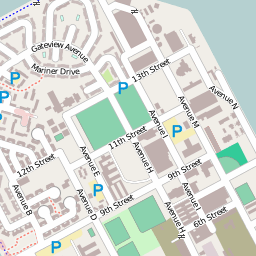 Gateview Avenue
Mariner Drive
P
P
13th Street
Avenue N
Avenue M
Avenue I
P
11th Street
Avenue H
12th Street
Avenue E
9th Street
P
Avenue B
Avenue D
9th Street
6th Street
Avenue I
Avenue H
P